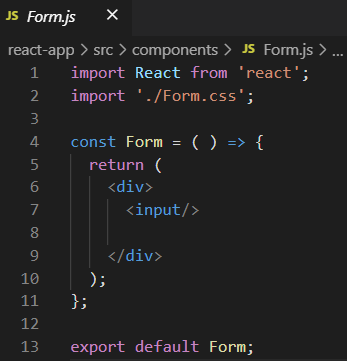 JS Form.js ×
react-app > src > components > JS Form.js > ...
1 import React from 'react';
2 import './Form.css';
3
4 const Form = ( ) => {
5 return (
6 <div>
7 <input/>
8
9 </div>
10 );
11 };
12
13 export default Form;